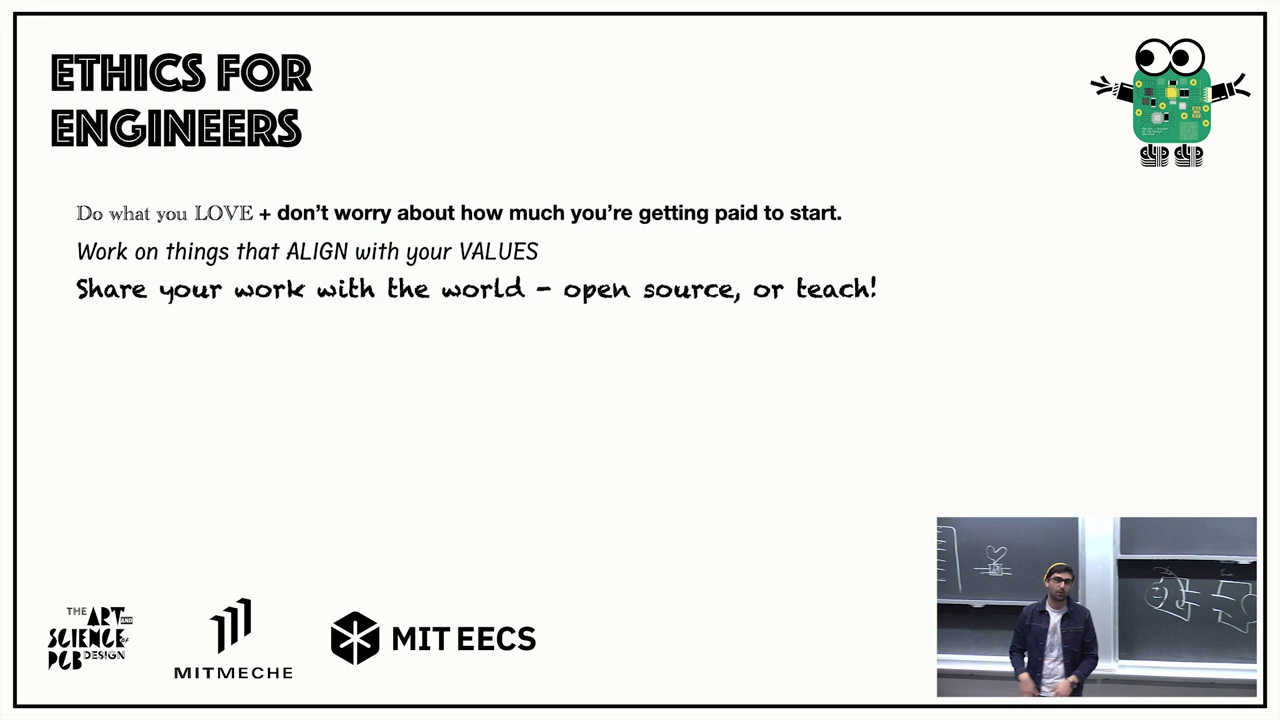 ETHICS FOR
ENGINEERS
Do what you LOVE + don't worry about how much you're getting paid to start.
Work on things that ALIGN with your VALUES
Share your work with the world - open source, or teach!
THE ART AND
SCIENCE of
PCB DESIGN
MITMECHE
MIT EECS